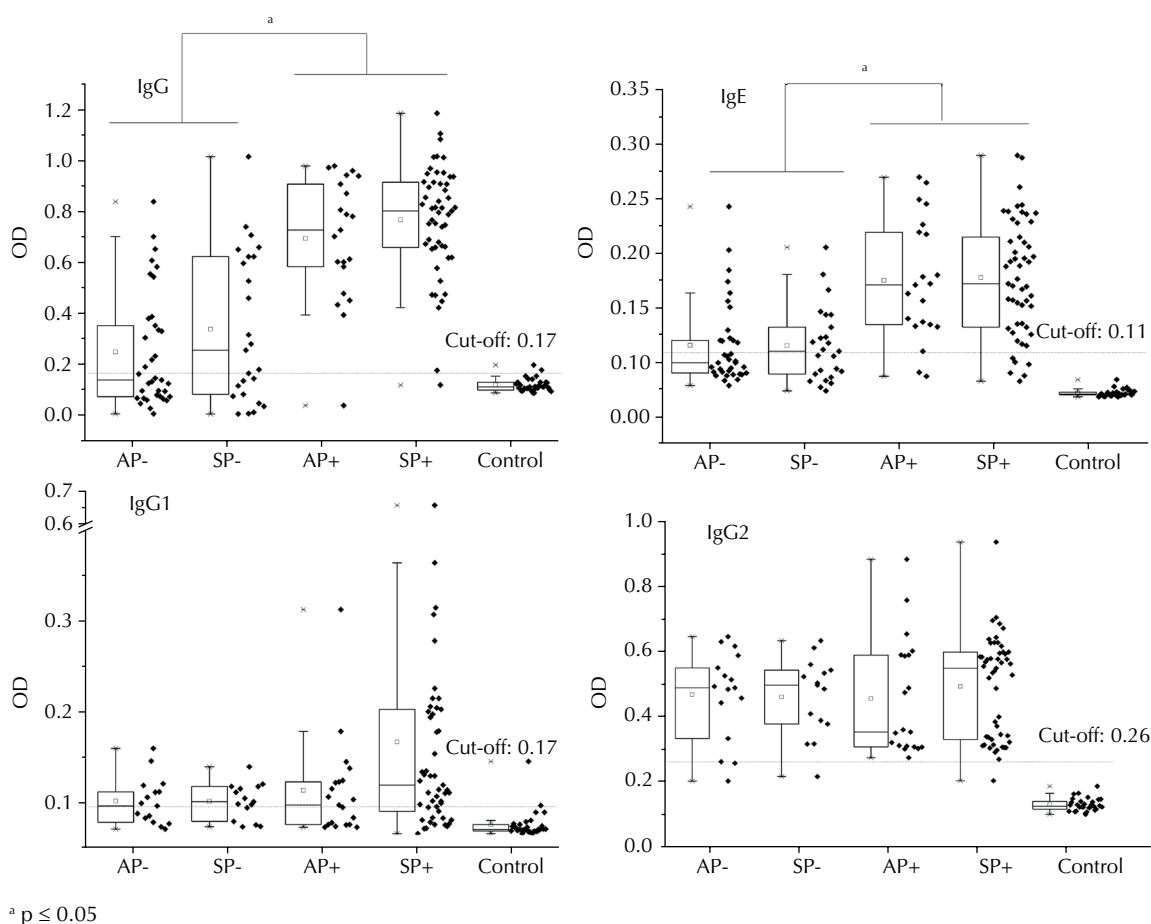 a
IgG
1.2
1.0
0.8
0.6
0.4
0.2
0.0
OD
Cut-off: 0.17
AP- SP- AP+ SP+ Control
a
IgE
0.35
0.30
0.25
0.20
0.15
0.10
0.00
OD
Cut-off: 0.11
AP- SP- AP+ SP+ Control
IgG1
0.7
0.6
0.3
0.2
0.1
OD
Cut-off: 0.17
AP- SP- AP+ SP+ Control
IgG2
1.0
0.8
0.6
0.4
0.2
0.0
OD
Cut-off: 0.26
AP- SP- AP+ SP+ Control
a p ≤ 0.05